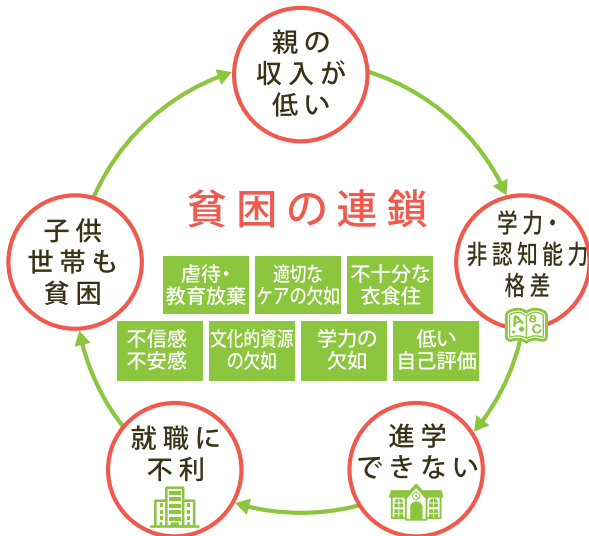 親の
収入が
低い
貧困の連鎖
学力・
非認知能力
格差
A
B
C
子供
世帯も
貧困
虐待・
教育放棄
適切な
ケアの欠如
不十分な
衣食住
不信感
不安感
文化的資源
の欠如
学力の
欠如
低い
自己評価
就職に
不利
進学
できない